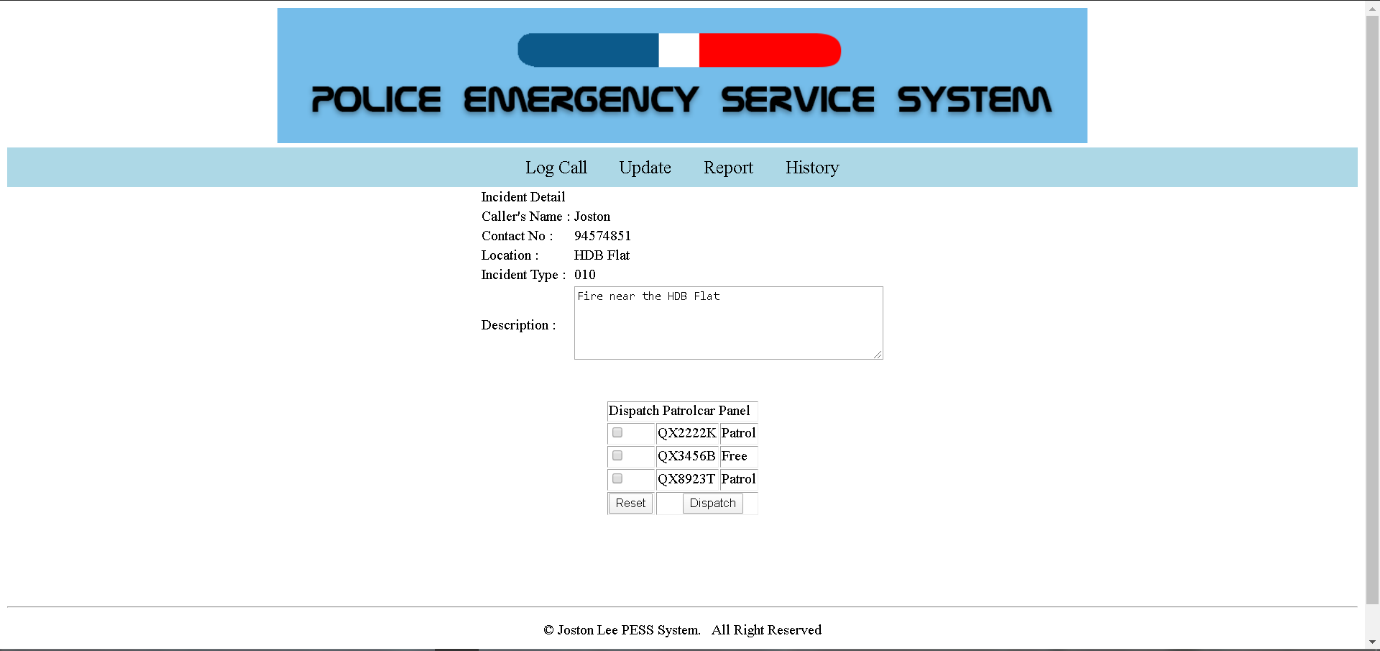 POLICE EMERGENCY SERVICE SYSTEM
Log Call Update Report History
Incident Detail
Caller's Name : Joston
Contact No : 94574851
Location : HDB Flat
Incident Type : 010
Description : Fire near the HDB Flat
Dispatch Patrolcar Panel
QX2222K Patrol
QX3456B Free
QX8923T Patrol
Reset Dispatch
© Joston Lee PESS System. All Right Reserved